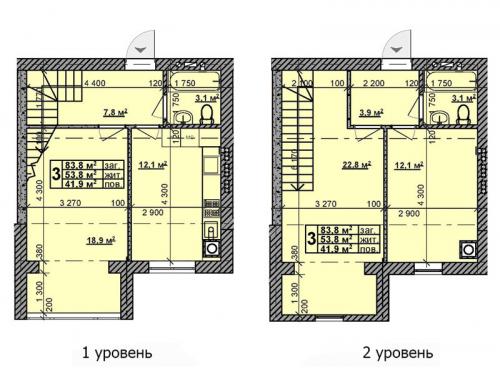 4 400
120
1 750
750
3.1 м²
7.8 м²
120
3
83.8 м² заг.
53.8 м² жит.
41.9 м² пов.
12.1 м²
4 300
4 300
3 270
100
2 900
18.9 м²
380
1 300
200
1 уровень
2 100
100
2 200
120
1 750
750
3.1 м²
3.9 м²
6 170
22.8 м²
12.1 м²
4 300
3 270
100
2 900
3
83.8 м² заг.
53.8 м² жит.
41.9 м² пов.
380
1 300
200
2 уровень